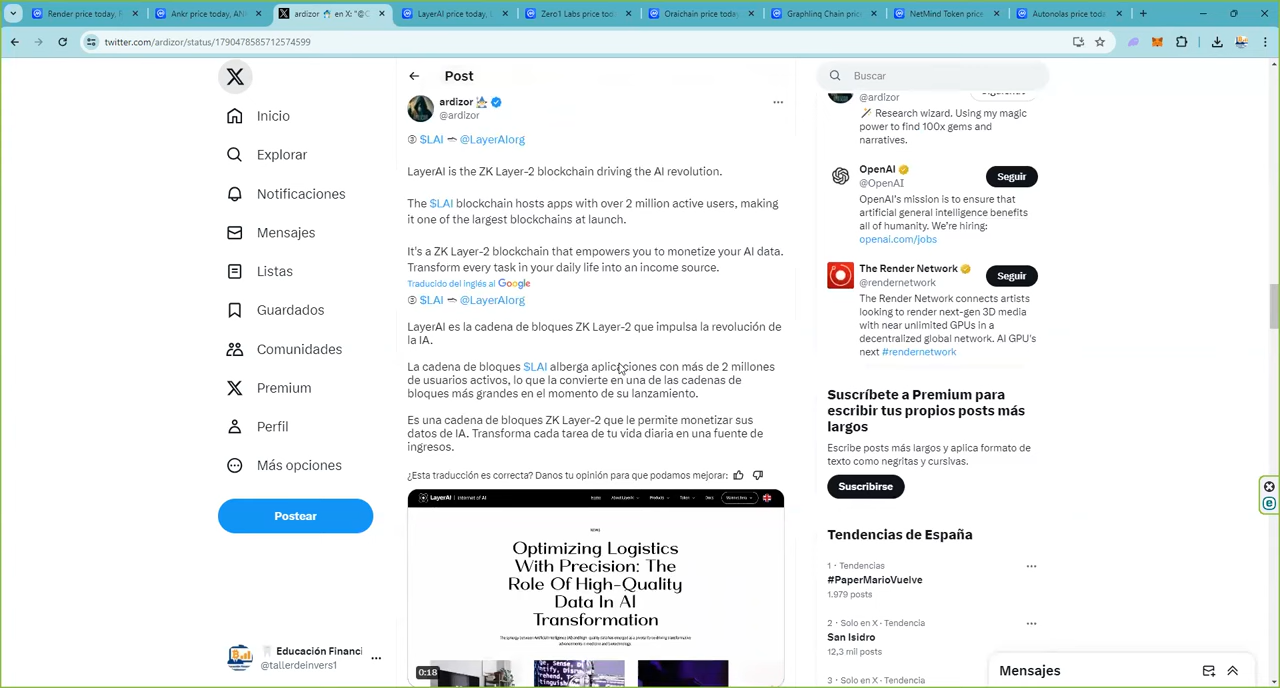 Render price today, R
Ankr price today, AN
ardizor en X: "@C
LayerAI price today, L
Zero1 Labs price tod
Oraichain price today
Graphlinq Chain price
NetMind Token price
Autonolas price toda
twitter.com/ardizor/status/1790478585712574599
Inicio
Explorar
Notificaciones
Mensajes
Listas
Guardados
Comunidades
Premium
Perfil
Más opciones
Postear
Educación Financi
@tallerdeinvers1
Post
ardizor
@ardizor
③ $LAI @LayerAIorg
LayerAI is the ZK Layer-2 blockchain driving the AI revolution.
The $LAI blockchain hosts apps with over 2 million active users, making
it one of the largest blockchains at launch.
It's a ZK Layer-2 blockchain that empowers you to monetize your AI data.
Transform every task in your daily life into an income source.
Traducido del inglés al Google
③ $LAI @LayerAIorg
LayerAI es la cadena de bloques ZK Layer-2 que impulsa la revolución de
la IA.
La cadena de bloques $LAI alberga aplicaciones con más de 2 millones
de usuarios activos, lo que la convierte en una de las cadenas de
bloques más grandes en el momento de su lanzamiento.
Es una cadena de bloques ZK Layer-2 que le permite monetizar sus
datos de IA. Transforma cada tarea de tu vida diaria en una fuente de
ingresos.
¿Esta traducción es correcta? Danos tu opinión para que podamos mejorar:
LayerAI | Internet of AI
Home About LayerAI Products Token Docs
NEWS
Optimizing Logistics
With Precision: The
Role Of High-Quality
Data In AI
Transformation
0:18
Buscar
Siguiendo
@ardizor
Research wizard. Using my magic
power to find 100x gems and
narratives.
OpenAI
@OpenAI
Seguir
OpenAI's mission is to ensure that
artificial general intelligence benefits
all of humanity. We're hiring:
openai.com/jobs
The Render Network
@rendernetwork
Seguir
The Render Network connects artists
looking to render next-gen 3D media
with near unlimited GPUs in a
decentralized global network. AI GPU's
next #rendernetwork
Suscríbete a Premium para
escribir tus propios posts más
largos
Escribe posts más largos y aplica formato de
texto como negritas y cursivas.
Suscribirse
Tendencias de España
1 · Tendencias
#PaperMarioVuelve
1.979 posts
2 · Solo en X · Tendencia
San Isidro
12,3 mil posts
3 · Solo en X · Tendencia
Mensajes